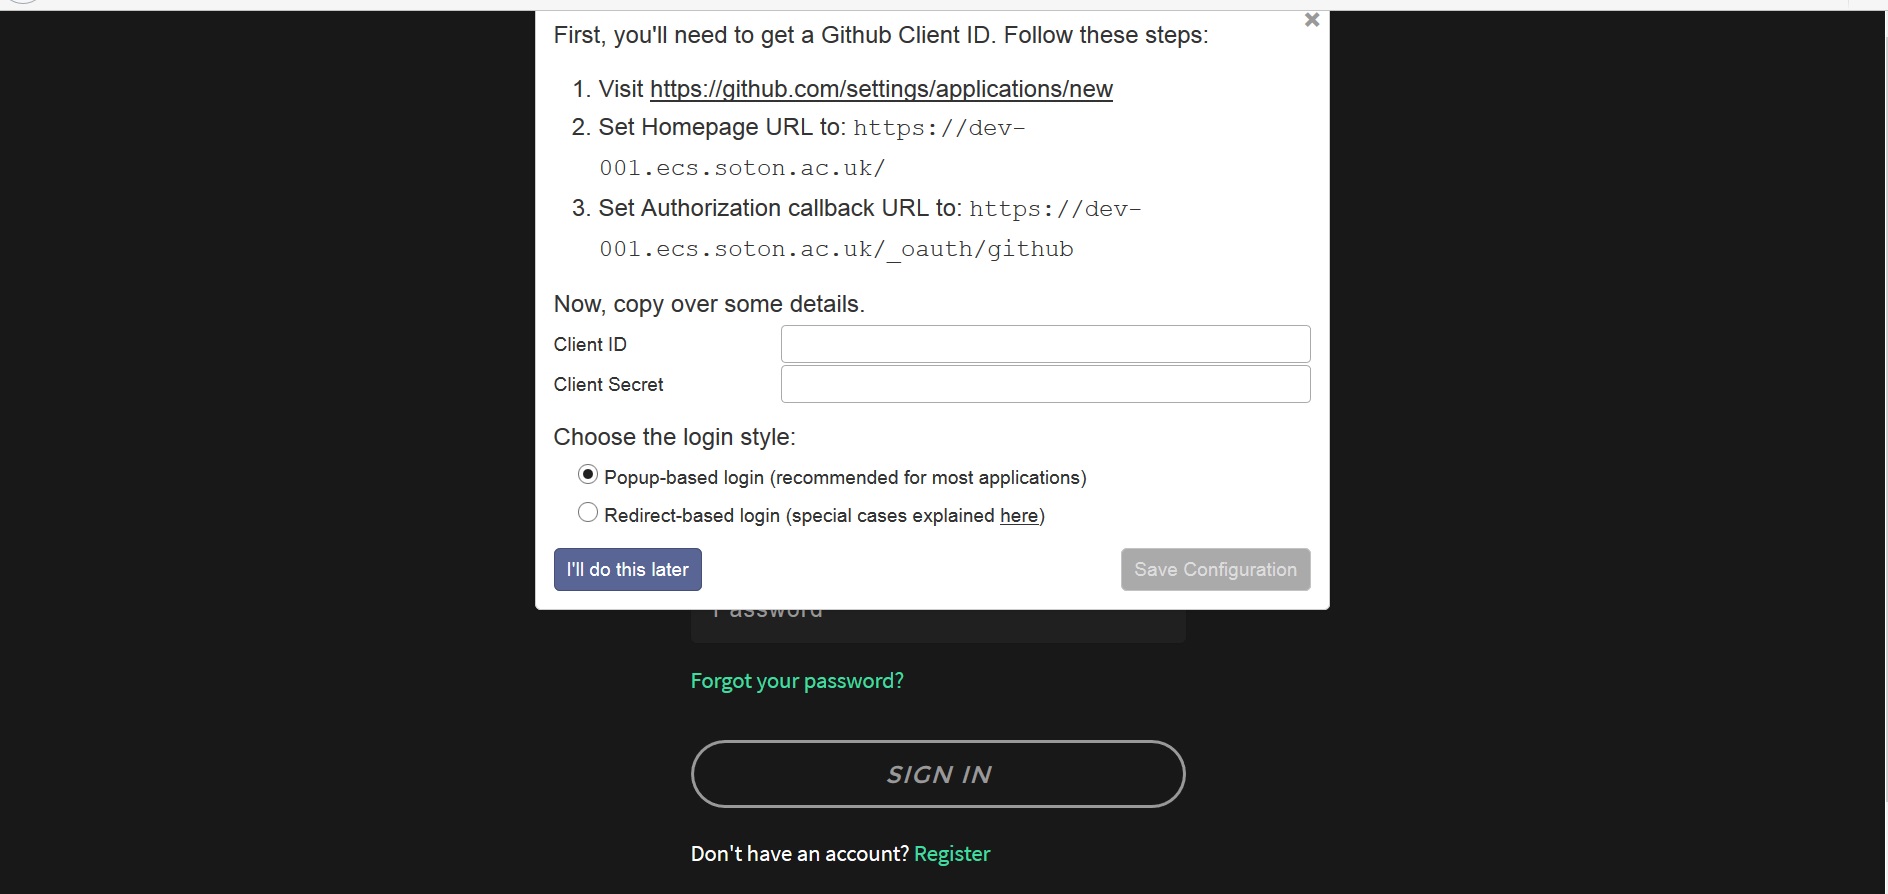 First, you'll need to get a Github Client ID. Follow these steps:
1. Visit https://github.com/settings/applications/new
2. Set Homepage URL to: https://dev-
001.ecs.soton.ac.uk/
3. Set Authorization callback URL to: https://dev-
001.ecs.soton.ac.uk/_oauth/github
Now, copy over some details.
Client ID
Client Secret
Choose the login style:
Popup-based login (recommended for most applications)
Redirect-based login (special cases explained here)
I'll do this later
Save Configuration
Password
Forgot your password?
SIGN IN
Don't have an account? Register